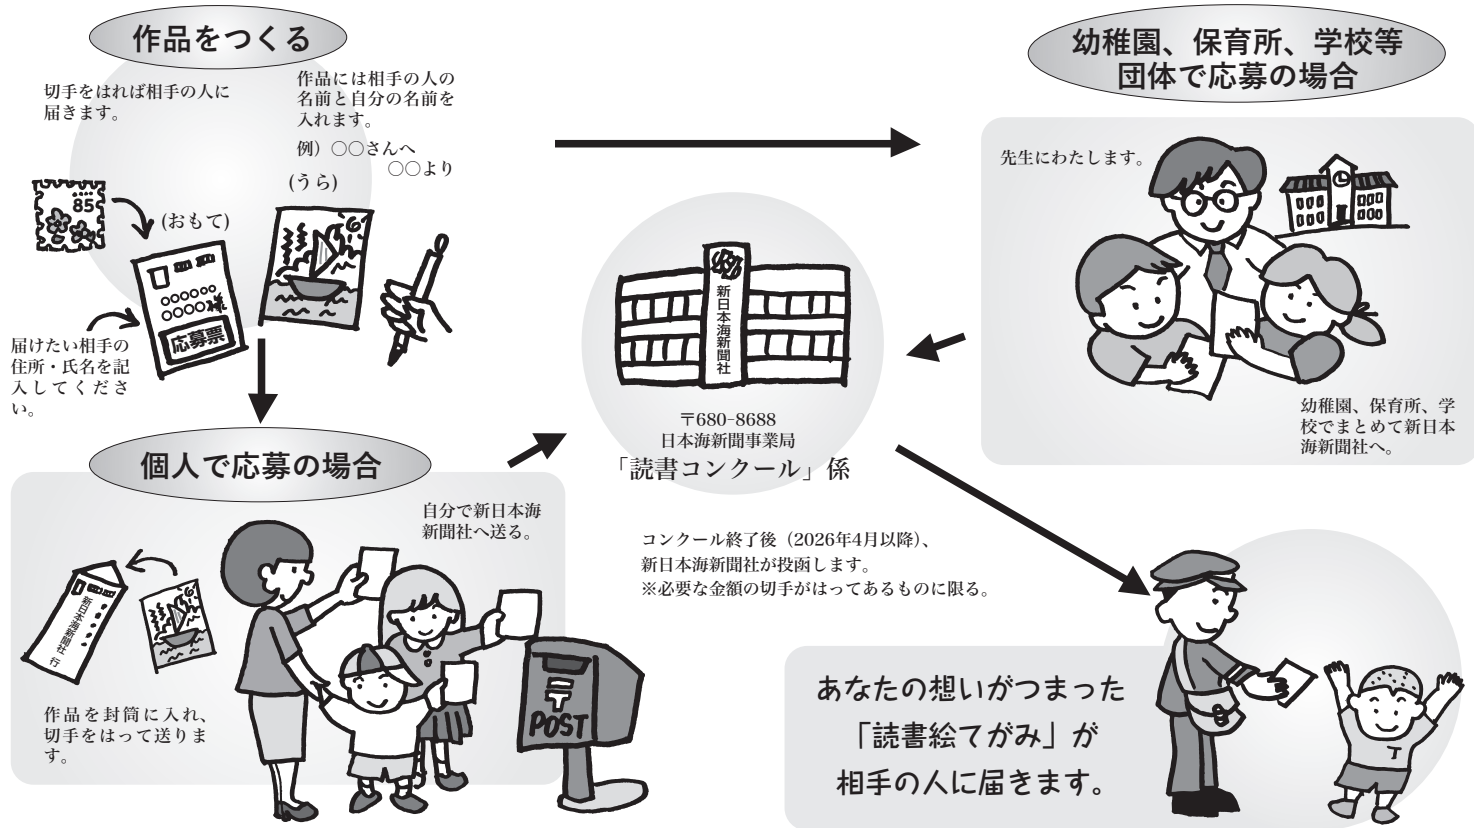 作品をつくる
切手をはれば相手の人に
届きます。
作品には相手の人の
名前と自分の名前を
入れます。
例）〇〇さんへ
〇〇より
(うら)
85
(おもて)
〇〇〇〇〇〇
〇〇〇〇様
応募票
届けたい相手の
住所・氏名を記
入してくださ
い。
個人で応募の場合
自分で新日本海
新聞社へ送る。
新日本海新聞社 行
作品を封筒に入れ、
切手をはって送りま
す。
〒
POST
新日本海新聞社
〒680-8688
日本海新聞事業局
「読書コンクール」係
コンクール終了後（2026年4月以降）、
新日本海新聞社が投函します。
※必要な金額の切手がはってあるものに限る。
幼稚園、保育所、学校等
団体で応募の場合
先生にわたします。
幼稚園、保育所、学
校でまとめて新日本
海新聞社へ。
あなたの想いがつまった
「読書絵てがみ」が
相手の人に届きます。
T